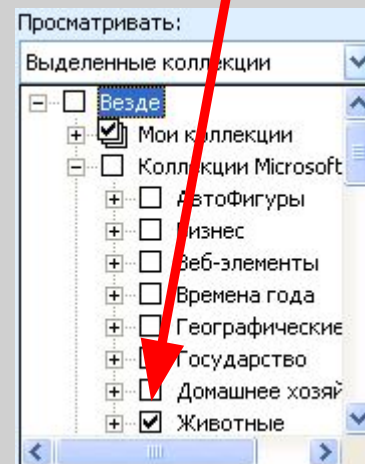 Просматривать:
Выделенные коллекции
Везде
Мои коллекции
Коллекции Microsoft
АвтоФигуры
Бизнес
Веб-элементы
Времена года
Географические
Государство
Домашнее хозяй
Животные